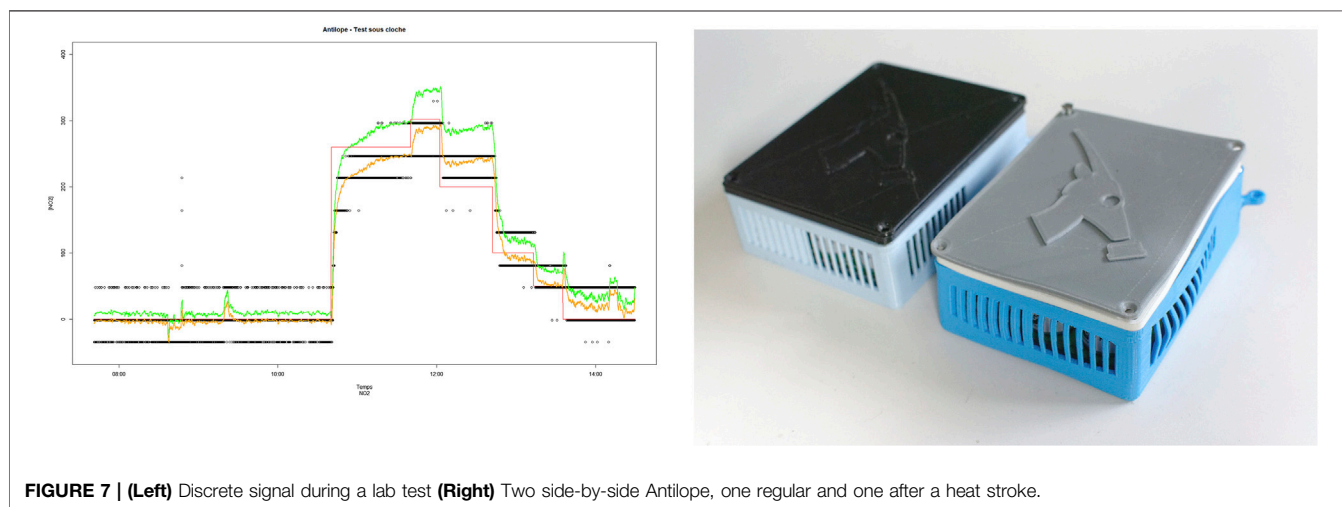 Antilope - Test sous cloche
400
300
200
100
0
[NO2]
08:00 10:00 12:00 14:00
Temps
NO2
FIGURE 7 | (Left) Discrete signal during a lab test (Right) Two side-by-side Antilope, one regular and one after a heat stroke.